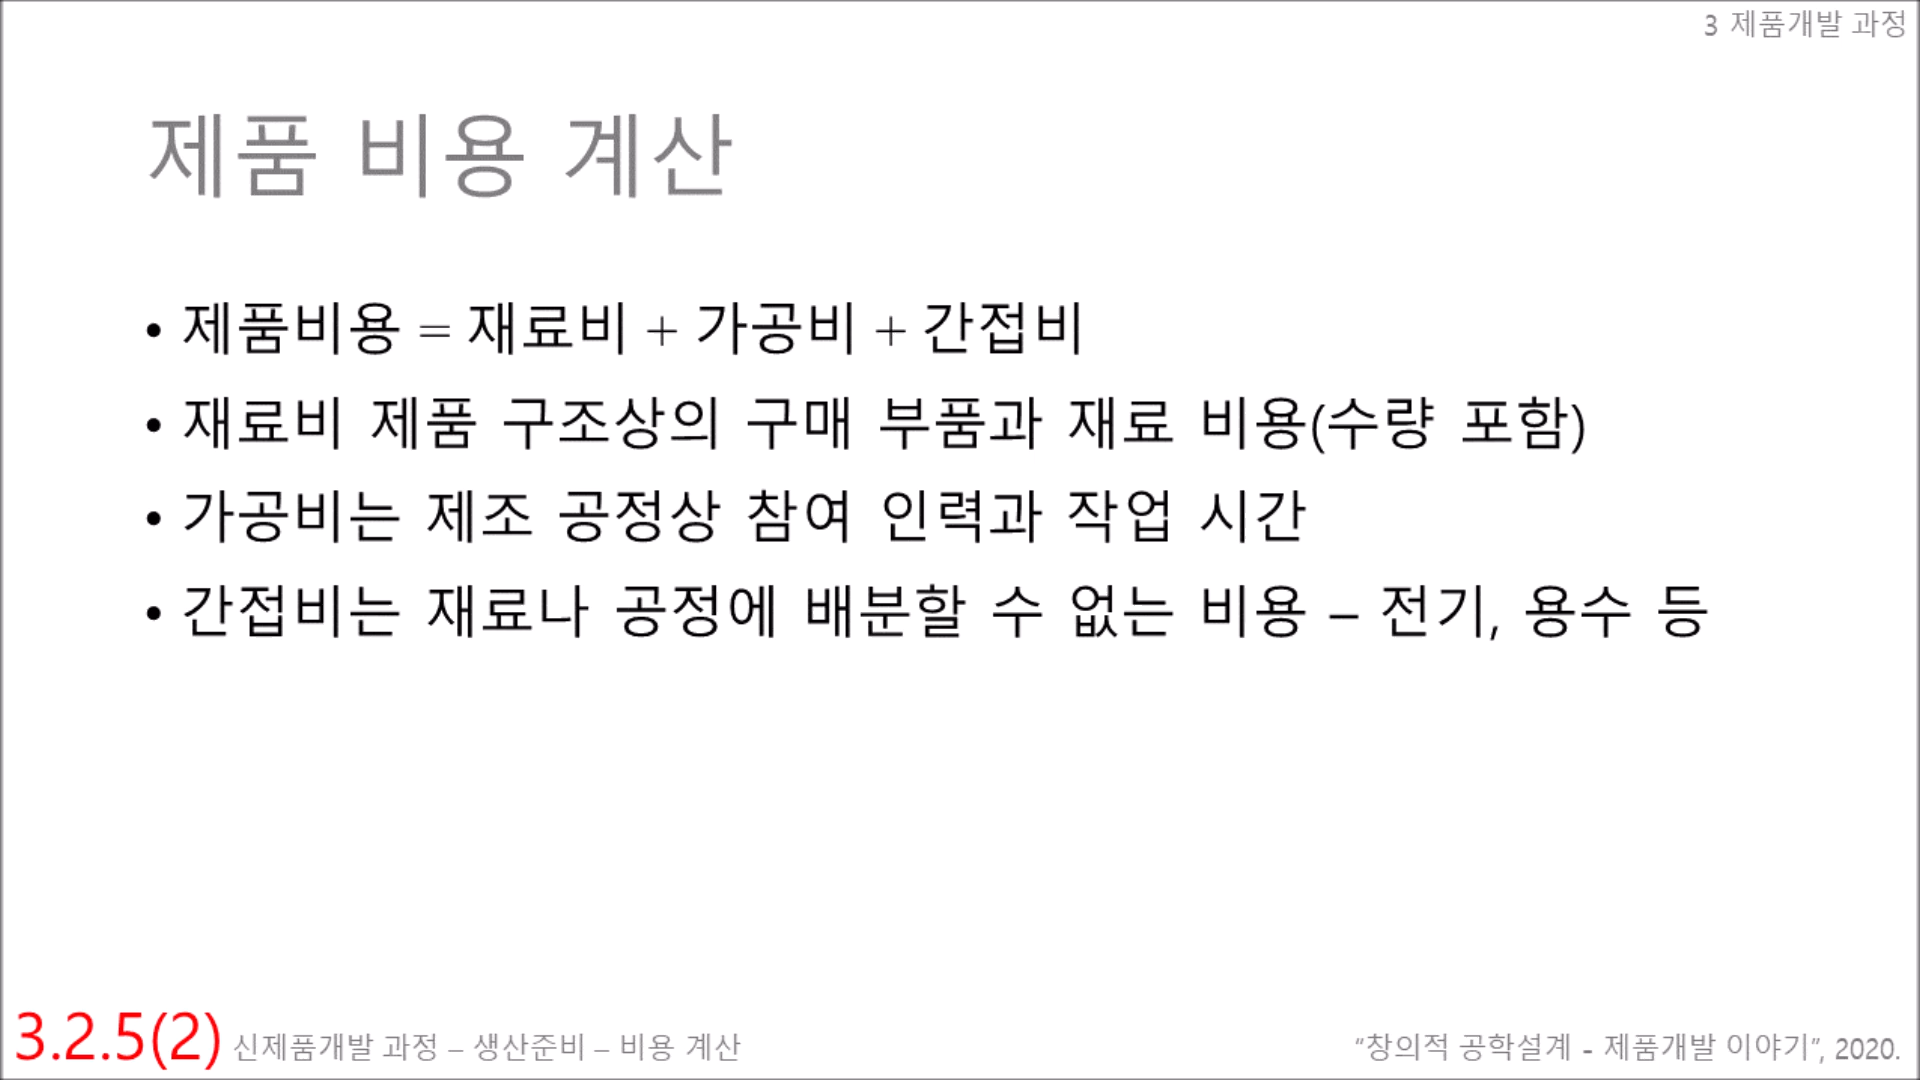 3 제품개발 과정
제품 비용 계산
• 제품비용 = 재료비 + 가공비 + 간접비
• 재료비 제품 구조상의 구매 부품과 재료 비용(수량 포함)
• 가공비는 제조 공정상 참여 인력과 작업 시간
• 간접비는 재료나 공정에 배분할 수 없는 비용 – 전기, 용수 등
3.2.5(2) 신제품개발 과정 – 생산준비 – 비용 계산
“창의적 공학설계 - 제품개발 이야기”, 2020.